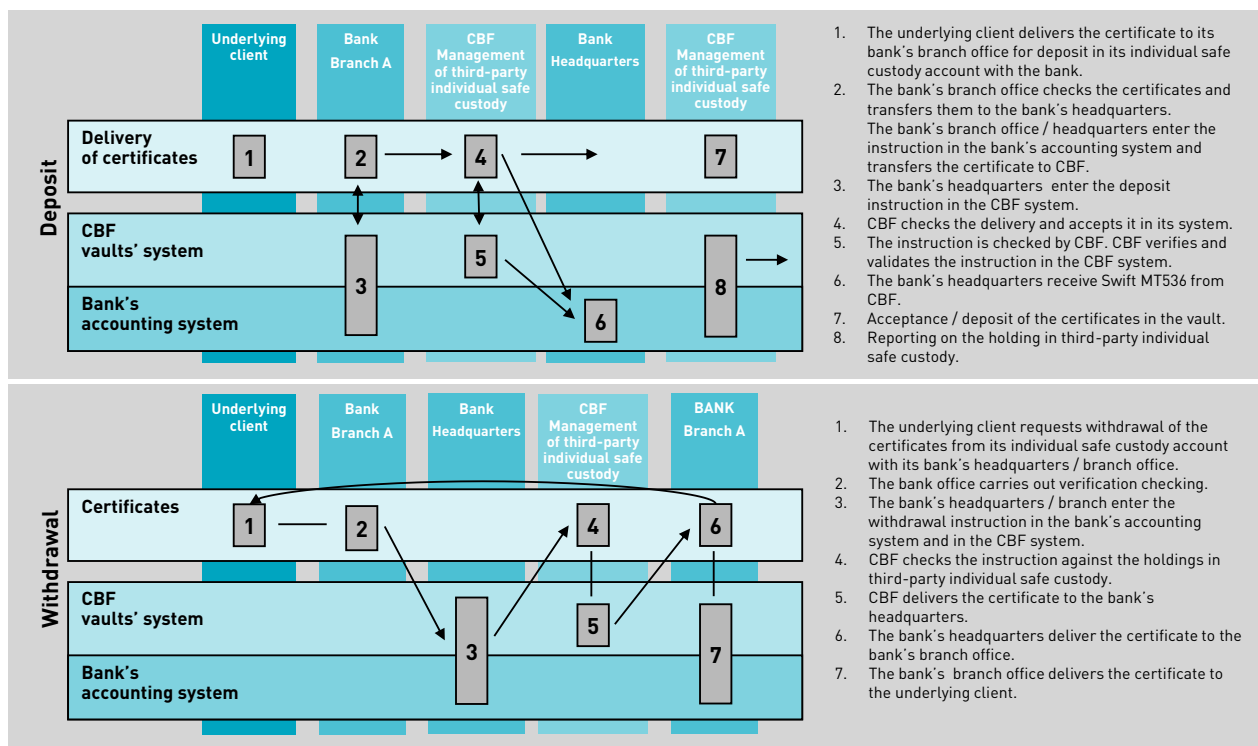 Deposit
Underlying
client
Bank
Branch A
CBF
Management
of third-party
individual safe
custody
Bank
Headquarters
CBF
Management
of third-party
individual safe
custody
Delivery
of certificates
1
2
4
7
CBF
vaults’ system
5
3
8
Bank’s
accounting system
6
1. The underlying client delivers the certificate to its
bank’s branch office for deposit in its individual safe
custody account with the bank.
2. The bank’s branch office checks the certificates and
transfers them to the bank’s headquarters.
The bank’s branch office / headquarters enter the
instruction in the bank’s accounting system and
transfers the certificate to CBF.
3. The bank’s headquarters enter the deposit
instruction in the CBF system.
4. CBF checks the delivery and accepts it in its system.
5. The instruction is checked by CBF. CBF verifies and
validates the instruction in the CBF system.
6. The bank’s headquarters receive Swift MT536 from
CBF.
7. Acceptance / deposit of the certificates in the vault.
8. Reporting on the holding in third-party individual
safe custody.
Withdrawal
Underlying
client
Bank
Branch A
Bank
Headquarters
CBF
Management
of third-party
individual safe
custody
BANK
Branch A
Certificates
1
2
4
6
CBF
vaults’ system
5
3
7
Bank’s
accounting system
1. The underlying client requests withdrawal of the
certificates from its individual safe custody account
with its bank’s headquarters / branch office.
2. The bank office carries out verification checking.
3. The bank’s headquarters / branch enter the
withdrawal instruction in the bank’s accounting
system and in the CBF system.
4. CBF checks the instruction against the holdings in
third-party individual safe custody.
5. CBF delivers the certificate to the bank’s
headquarters.
6. The bank’s headquarters deliver the certificate to the
bank’s branch office.
7. The bank’s branch office delivers the certificate to
the underlying client.